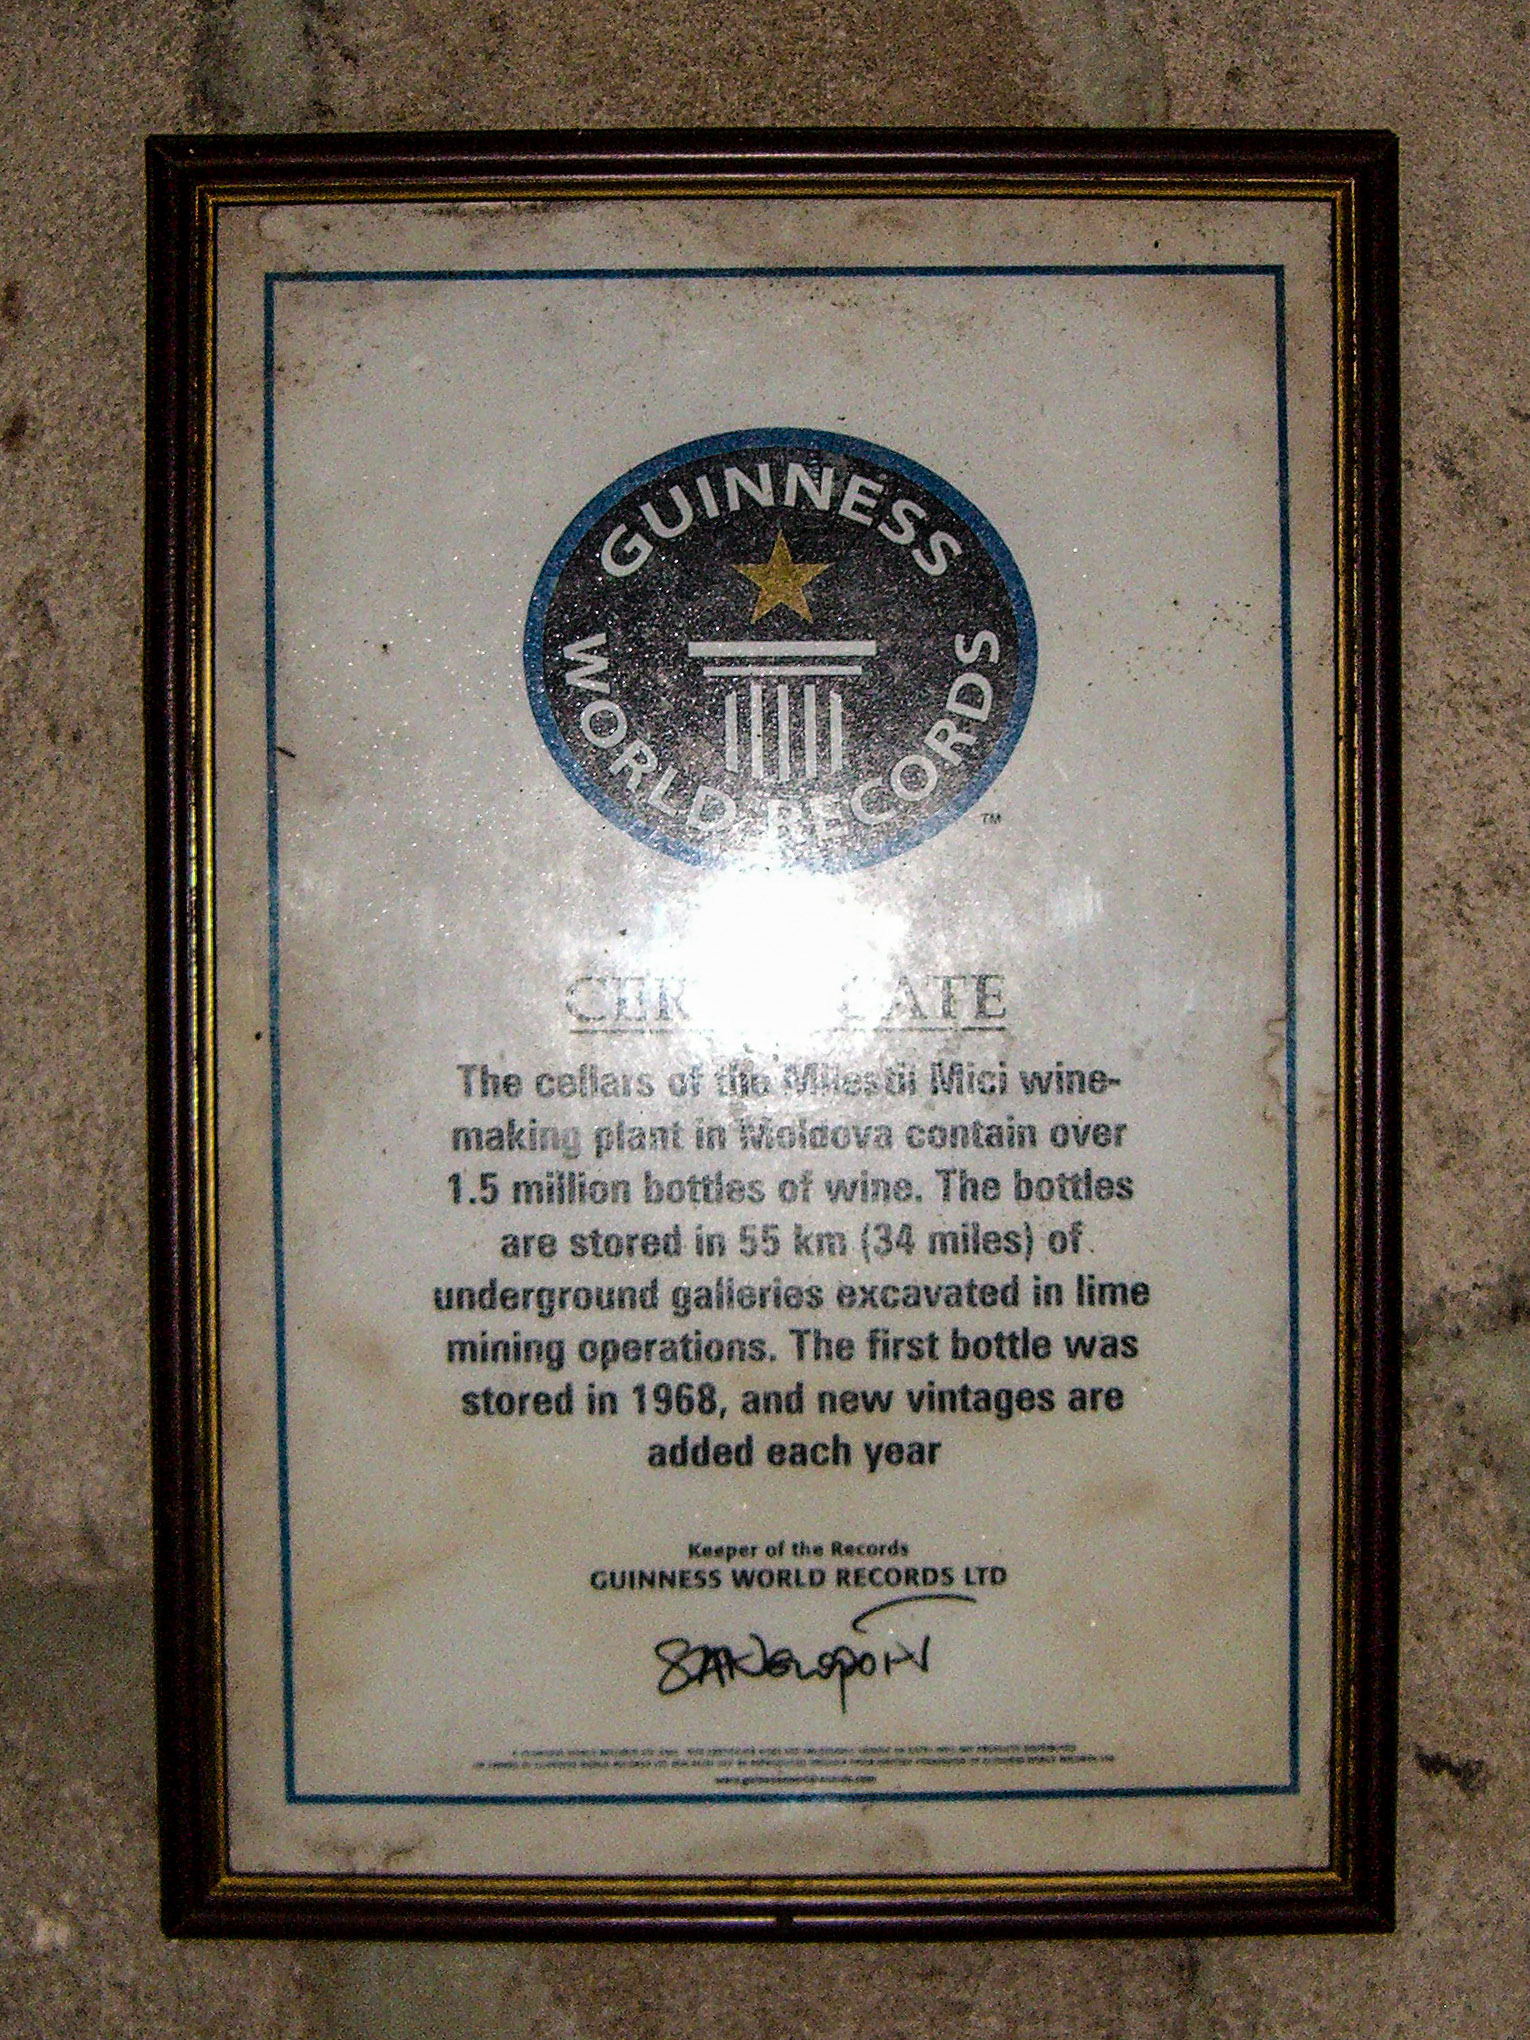 GUINNESS
WORLD RECORDS
TM
The cellars of the Milestii Mici wine-
making plant in Moldova contain over
1.5 million bottles of wine. The bottles
are stored in 55 km (34 miles) of
underground galleries excavated in lime
mining operations. The first bottle was
stored in 1968, and new vintages are
added each year
Keeper of the Records
GUINNESS WORLD RECORDS LTD